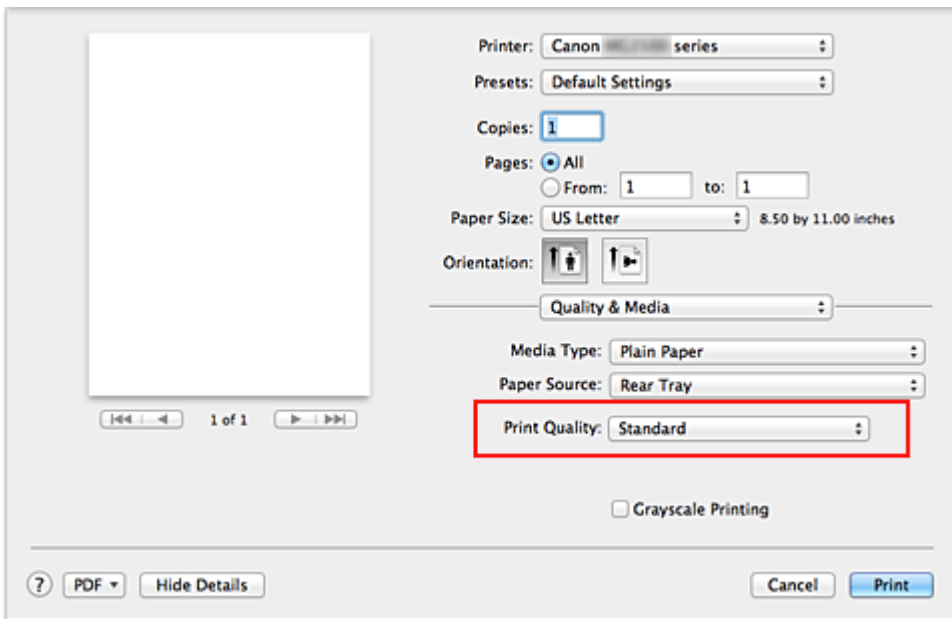 Printer: Canon series
Presets: Default Settings
Copies: 1
Pages: All
From: 1 to: 1
Paper Size: US Letter 8.50 by 11.00 inches
Orientation:
Quality & Media
Media Type: Plain Paper
Paper Source: Rear Tray
1 of 1
Print Quality: Standard
Grayscale Printing
? PDF Hide Details Cancel Print